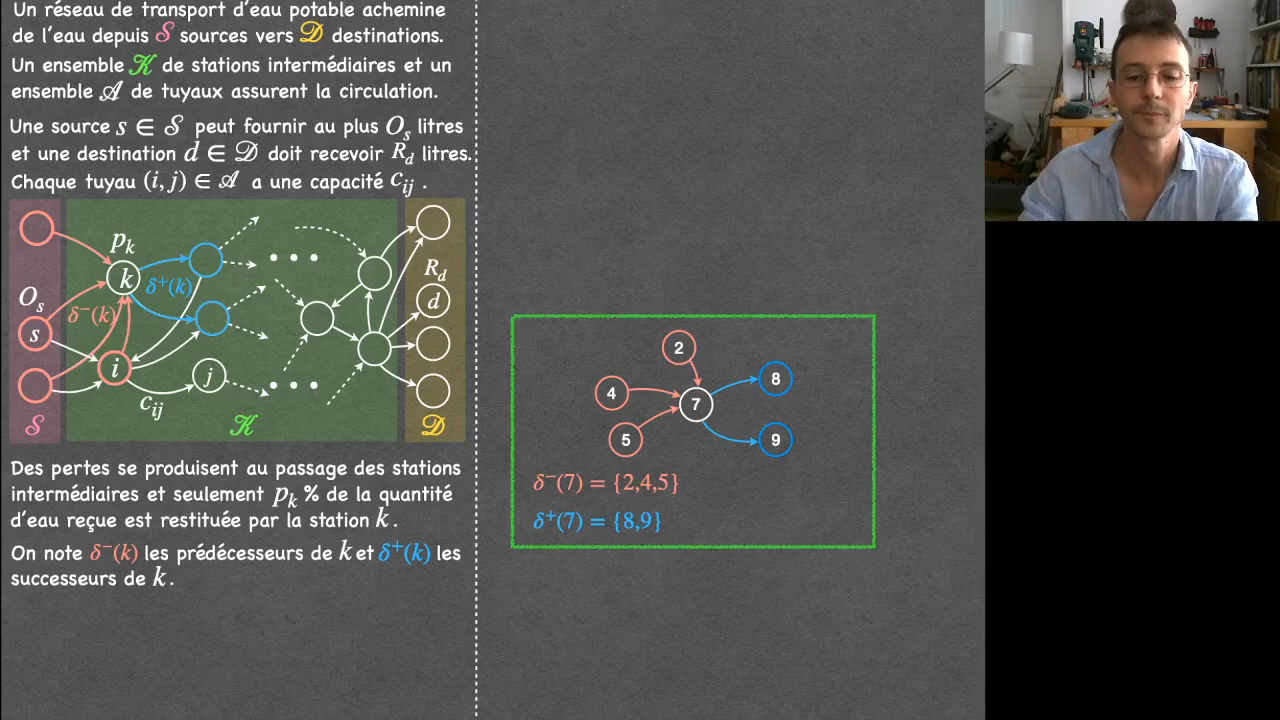 Un réseau de transport d'eau potable achemine
de l'eau depuis 𝒮 sources vers 𝒟 destinations.
Un ensemble 𝒦 de stations intermédiaires et un
ensemble 𝒜 de tuyaux assurent la circulation.
Une source s ∈ 𝒮 peut fournir au plus O_s litres
et une destination d ∈ 𝒟 doit recevoir R_d litres.
Chaque tuyau (i, j) ∈ 𝒜 a une capacité c_ij .
p_k
k
δ⁺(k)
R_d
O_s
d
δ⁻(k)
s
i
j
c_ij
𝒮
𝒦
𝒟
Des pertes se produisent au passage des stations
intermédiaires et seulement p_k % de la quantité
d'eau reçue est restituée par la station k .
On note δ⁻(k) les prédécesseurs de k et δ⁺(k) les
successeurs de k .
2
8
4
7
5
9
δ⁻(7) = {2,4,5}
δ⁺(7) = {8,9}